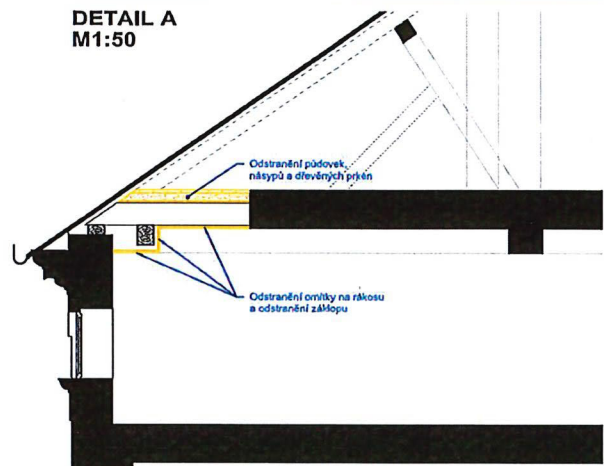 DETAIL A
M1:50
Odstranění půdovek,
násypů a dřevěných prken
Odstranění omítky na rákosu
a odstranění záklopu